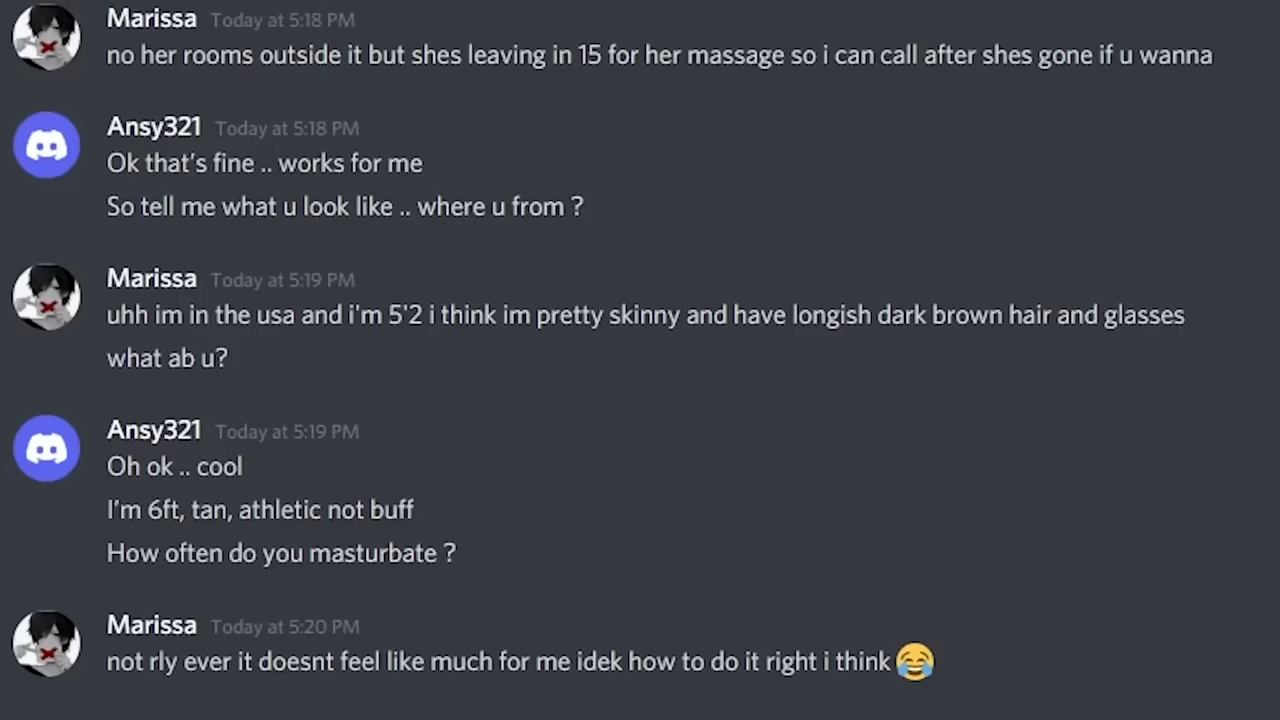 Marissa Today at 5:18 PM
no her rooms outside it but shes leaving in 15 for her massage so i can call after shes gone if u wanna
Ansy321 Today at 5:18 PM
Ok that's fine .. works for me
So tell me what u look like .. where u from ?
Marissa Today at 5:19 PM
uhh im in the usa and i'm 5'2 i think im pretty skinny and have longish dark brown hair and glasses
what ab u?
Ansy321 Today at 5:19 PM
Oh ok .. cool
I'm 6ft, tan, athletic not buff
How often do you masturbate ?
Marissa Today at 5:20 PM
not rly ever it doesnt feel like much for me idek how to do it right i think 😂